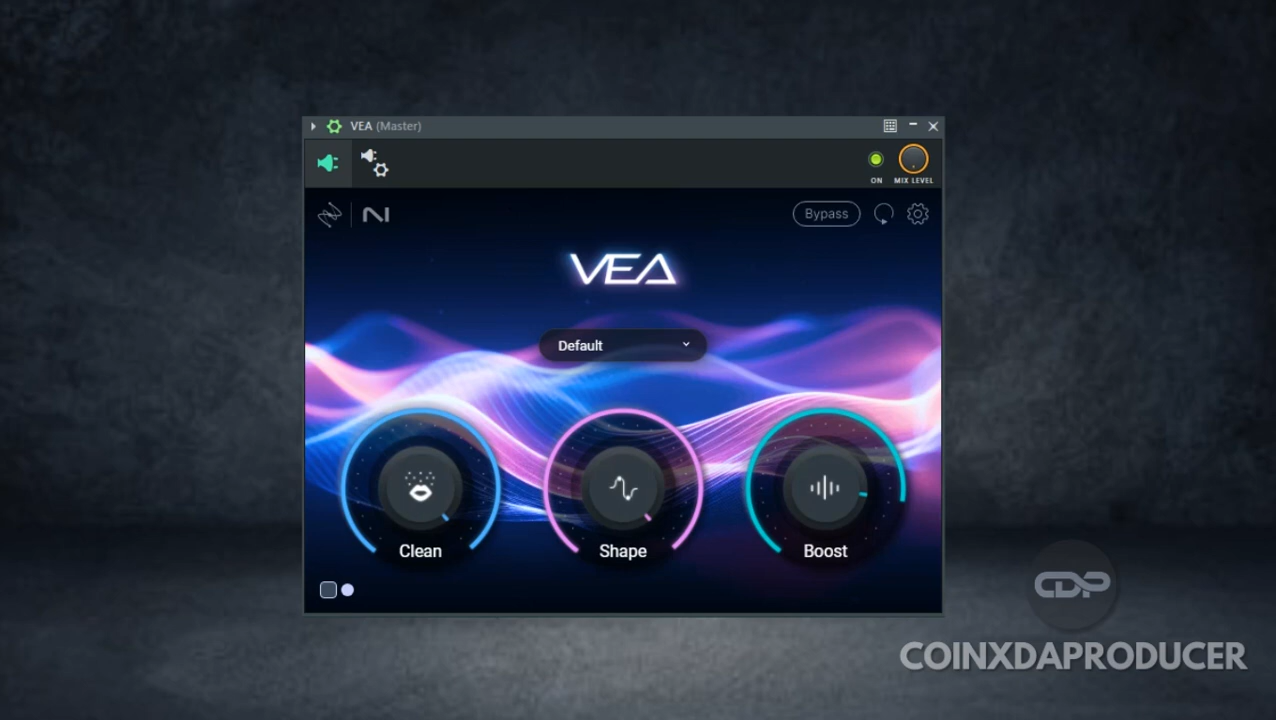 VEA (Master)
ON
MIX LEVEL
Bypass
VEA
Default
Clean
Shape
Boost
CDP
COINXDAPRODUCER